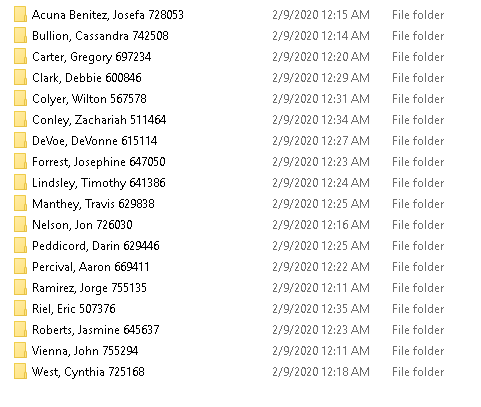 Acuna Benitez, Josefa 728053 2/9/2020 12:15 AM File folder
Bullion, Cassandra 742508 2/9/2020 12:14 AM File folder
Carter, Gregory 697234 2/9/2020 12:20 AM File folder
Clark, Debbie 600846 2/9/2020 12:29 AM File folder
Colyer, Wilton 567578 2/9/2020 12:31 AM File folder
Conley, Zachariah 511464 2/9/2020 12:34 AM File folder
DeVoe, DeVonne 615114 2/9/2020 12:27 AM File folder
Forrest, Josephine 647050 2/9/2020 12:23 AM File folder
Lindsley, Timothy 641386 2/9/2020 12:24 AM File folder
Manthey, Travis 629838 2/9/2020 12:25 AM File folder
Nelson, Jon 726030 2/9/2020 12:16 AM File folder
Peddicord, Darin 629446 2/9/2020 12:25 AM File folder
Percival, Aaron 669411 2/9/2020 12:22 AM File folder
Ramirez, Jorge 755135 2/9/2020 12:11 AM File folder
Riel, Eric 507376 2/9/2020 12:35 AM File folder
Roberts, Jasmine 645637 2/9/2020 12:23 AM File folder
Vienna, John 755294 2/9/2020 12:11 AM File folder
West, Cynthia 725168 2/9/2020 12:18 AM File folder